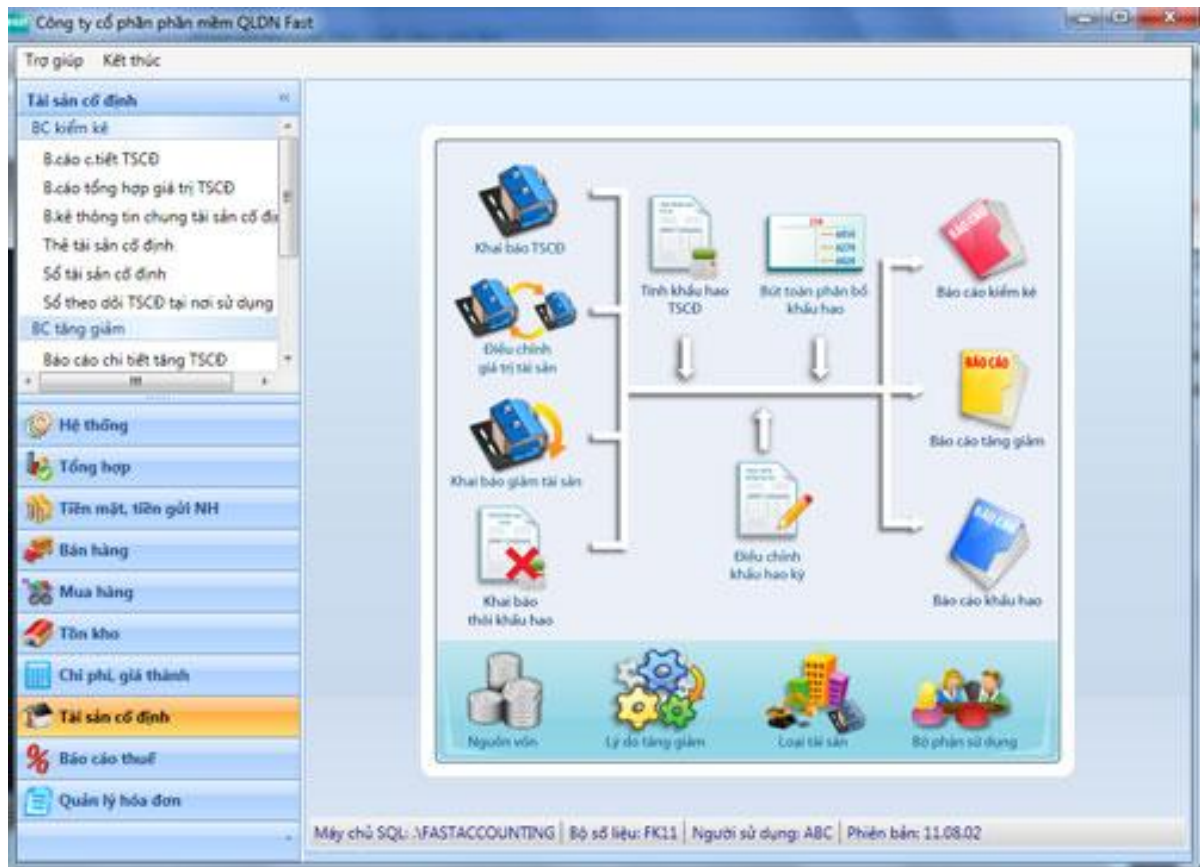 Công ty cổ phần phần mềm QLDN Fast
Trợ giúp Kết thúc
Tài sản cố định
BC kiểm kê
B.cáo c.tiết TSCĐ
B.cáo tổng hợp giá trị TSCĐ
B.kê thông tin chung tài sản cố địn
Thẻ tài sản cố định
Sổ tài sản cố định
Sổ theo dõi TSCĐ tại nơi sử dụng
BC tăng giảm
Báo cáo chi tiết tăng TSCĐ
Hệ thống
Tổng hợp
Tiền mặt, tiền gửi NH
Bán hàng
Mua hàng
Tồn kho
Chi phí, giá thành
Tài sản cố định
Báo cáo thuế
Quản lý hóa đơn
Khai báo TSCĐ
Điều chỉnh
giá trị tài sản
Khai báo giảm tài sản
Khai báo
thôi khấu hao
Tính khấu hao
TSCĐ
Bút toán phân bổ
khấu hao
Điều chỉnh
khấu hao kỳ
BÁO CÁO
Báo cáo kiểm kê
BÁO CÁO
Báo cáo tăng giảm
BÁO CÁO
Báo cáo khấu hao
Nguồn vốn
Lý do tăng giảm
Loại tài sản
Bộ phận sử dụng
Máy chủ SQL: .\FASTACCOUNTING Bộ số liệu: FK11 Người sử dụng: ABC Phiên bản: 11.08.02